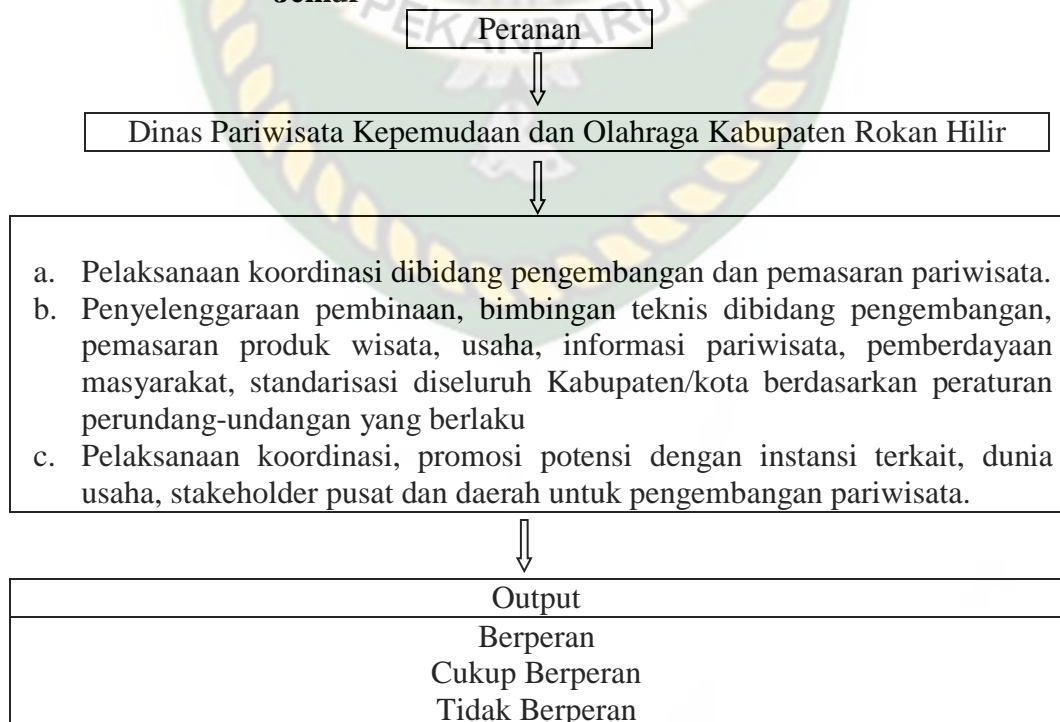 PEKANBARU
Peranan
Dinas Pariwisata Kepemudaan dan Olahraga Kabupaten Rokan Hilir
a. Pelaksanaan koordinasi dibidang pengembangan dan pemasaran pariwisata.
b. Penyelenggaraan pembinaan, bimbingan teknis dibidang pengembangan,
pemasaran produk wisata, usaha, informasi pariwisata, pemberdayaan
masyarakat, standarisasi diseluruh Kabupaten/kota berdasarkan peraturan
perundang-undangan yang berlaku
c. Pelaksanaan koordinasi, promosi potensi dengan instansi terkait, dunia
usaha, stakeholder pusat dan daerah untuk pengembangan pariwisata.
Output
Berperan
Cukup Berperan
Tidak Berperan